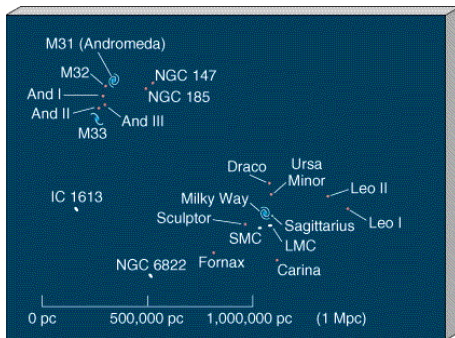 M31 (Andromeda)
M32
NGC 147
And I
NGC 185
And II
And III
M33
Draco
Ursa
Minor
Leo II
IC 1613
Milky Way
Sculptor
Sagittarius
Leo I
SMC
LMC
NGC 6822
Fornax
Carina
0 pc 500,000 pc 1,000,000 pc (1 Mpc)